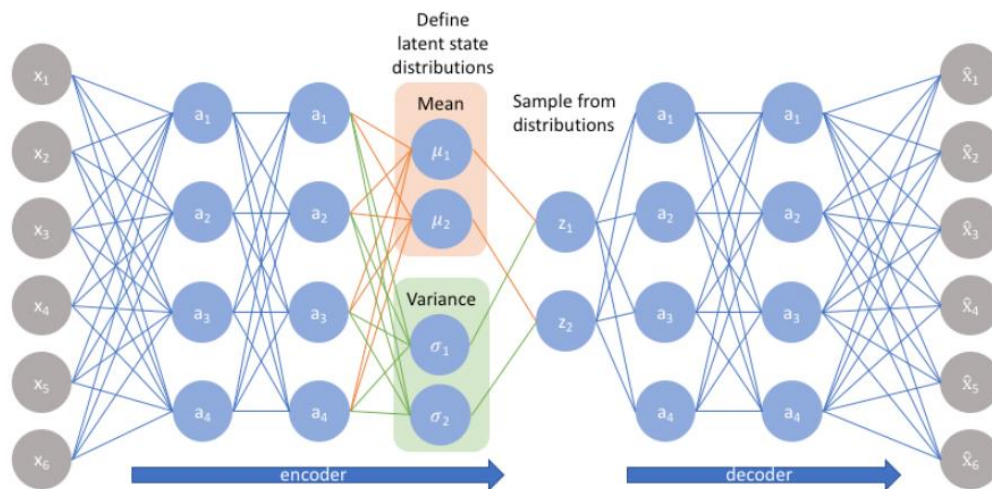 Define
latent state
distributions
Mean
Sample from
distributions
Variance
x₁
x₂
x₃
x₄
x₅
x₆
a₁
a₂
a₃
a₄
a₁
a₂
a₃
a₄
μ₁
μ₂
σ₁
σ₂
z₁
z₂
a₁
a₂
a₃
a₄
a₁
a₂
a₃
a₄
x̂₁
x̂₂
x̂₃
x̂₄
x̂₅
x̂₆
encoder
decoder